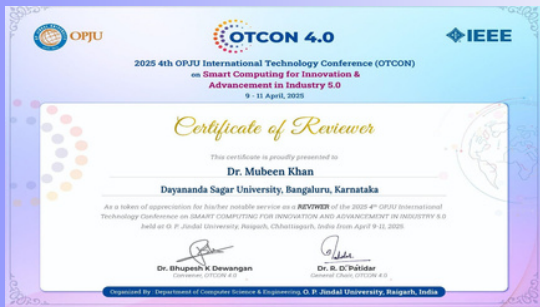 OPJU
OTCON 4.0
IEEE
2025 4th OPJU International Technology Conference (OTCON)
on Smart Computing for Innovation &
Advancement in Industry 5.0
9 - 11 April, 2025
Certificate of Reviewer
This certificate is proudly presented to
Dr. Mubeen Khan
Dayananda Sagar University, Bangaluru, Karnataka
As a token of appreciation for his/her notable service as a REVIWER of the 2025 4th OPJU International
Technology Conference on SMART COMPUTING FOR INNOVATION AND ADVANCEMENT IN INDUSTRY 5.0
held at O. P. Jindal University, Raigarh, Chhattisgarh, India from April 9-11, 2025.
Dr. Bhupesh K Dewangan
Convener, OTCON 4.0
Dr. R. D. Patidar
General Chair, OTCON 4.0
Organized By : Department of Computer Science & Engineering, O. P. Jindal University, Raigarh, India